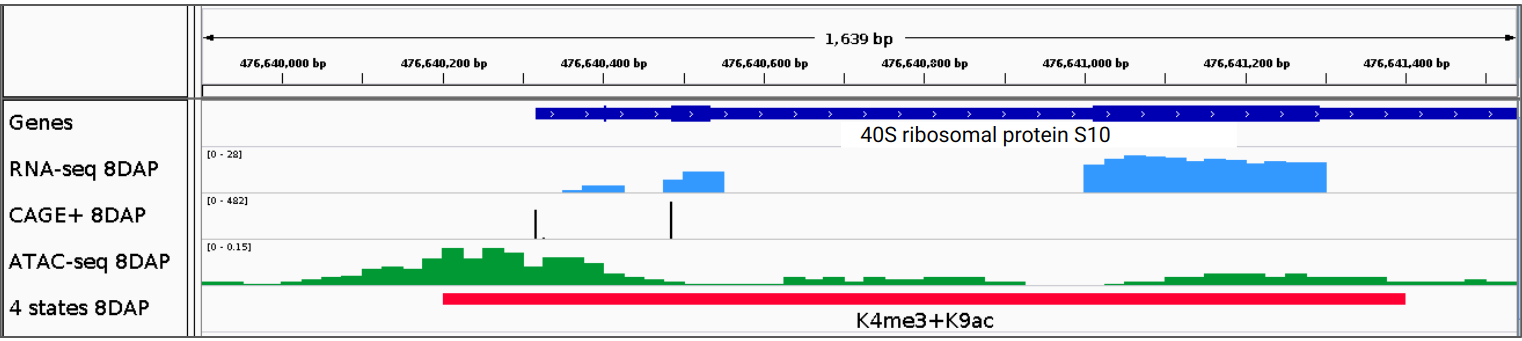 1,639 bp
476,640,000 bp 476,640,200 bp 476,640,400 bp 476,640,600 bp 476,640,800 bp 476,641,000 bp 476,641,200 bp 476,641,400 bp
Genes
40S ribosomal protein S10
RNA-seq 8DAP
[0 - 28]
CAGE+ 8DAP
[0 - 482]
ATAC-seq 8DAP
[0 - 0.15]
4 states 8DAP
K4me3+K9ac